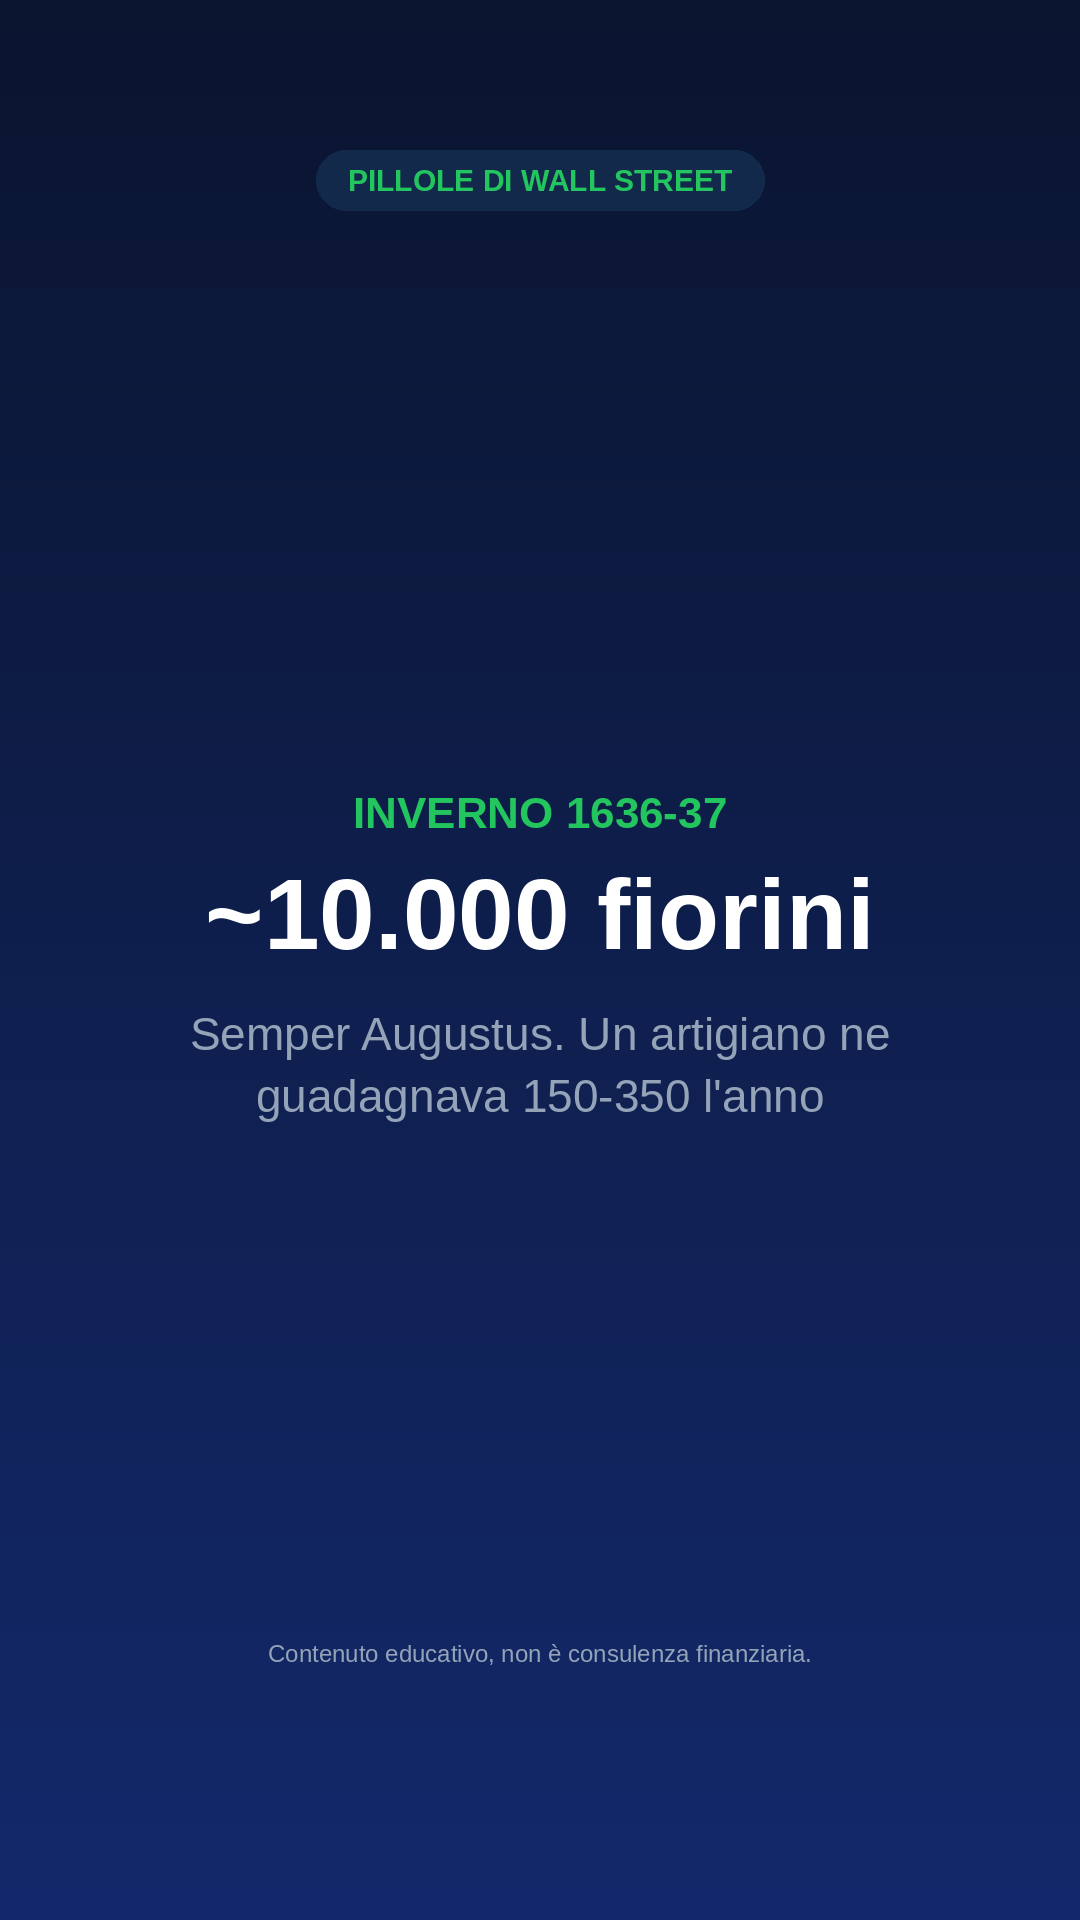 PILLOLE DI WALL STREET
INVERNO 1636-37
~10.000 fiorini
Semper Augustus. Un artigiano ne
guadagnava 150-350 l'anno
Contenuto educativo, non è consulenza finanziaria.